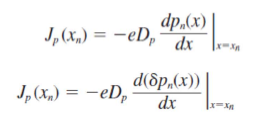 J_p(x_n) = −eD_p dp_n(x)/dx |_{x=x_n}
J_p(x_n) = −eD_p d(δp_n(x))/dx |_{x=x_n}